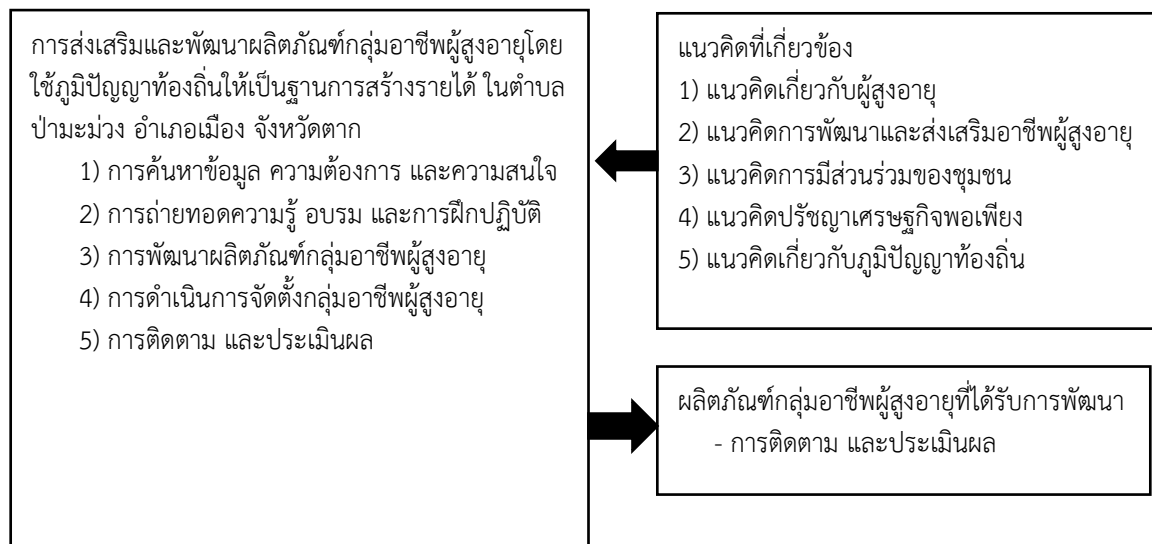 การส่งเสริมและพัฒนาผลิตภัณฑ์กลุ่มอาชีพผู้สูงอายุโดย
ใช้ภูมิปัญญาท้องถิ่นให้เป็นฐานการสร้างรายได้ ในตำบล
ป่ามะม่วง อำเภอเมือง จังหวัดตาก
1) การค้นหาข้อมูล ความต้องการ และความสนใจ
2) การถ่ายทอดความรู้ อบรม และการฝึกปฏิบัติ
3) การพัฒนาผลิตภัณฑ์กลุ่มอาชีพผู้สูงอายุ
4) การดำเนินการจัดตั้งกลุ่มอาชีพผู้สูงอายุ
5) การติดตาม และประเมินผล
แนวคิดที่เกี่ยวข้อง
1) แนวคิดเกี่ยวกับผู้สูงอายุ
2) แนวคิดการพัฒนาและส่งเสริมอาชีพผู้สูงอายุ
3) แนวคิดการมีส่วนร่วมของชุมชน
4) แนวคิดปรัชญาเศรษฐกิจพอเพียง
5) แนวคิดเกี่ยวกับภูมิปัญญาท้องถิ่น
ผลิตภัณฑ์กลุ่มอาชีพผู้สูงอายุที่ได้รับการพัฒนา
- การติดตาม และประเมินผล